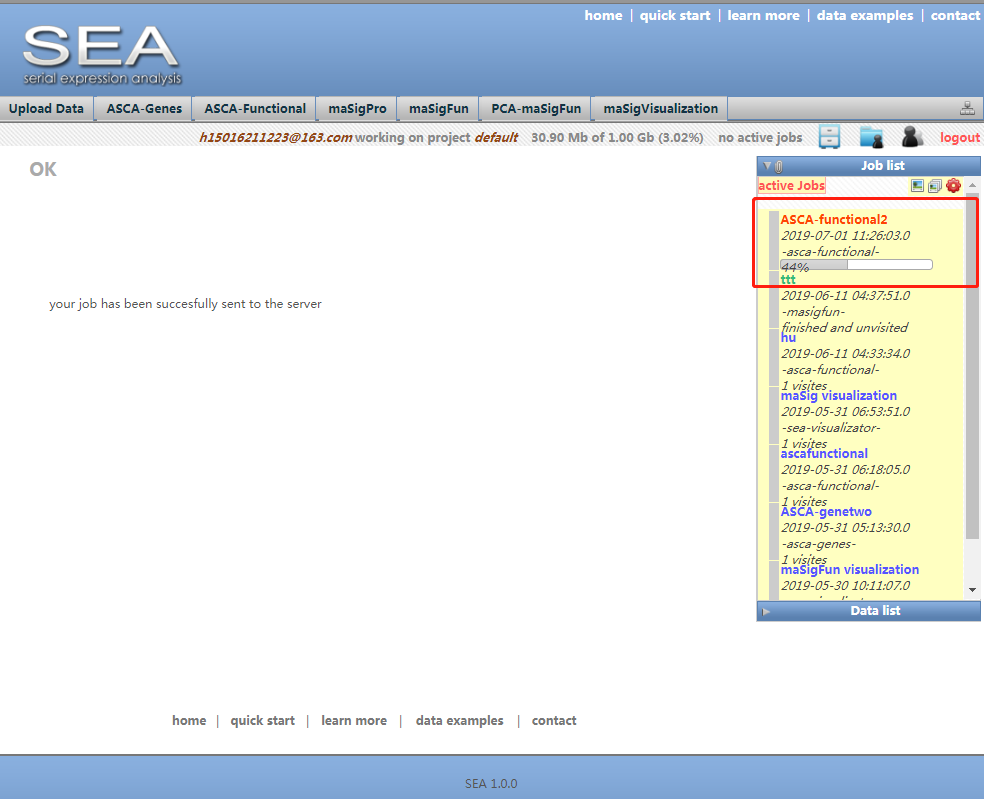 home | quick start | learn more | data examples | contact
SEA
serial expression analysis
Upload Data ASCA-Genes ASCA-Functional maSigPro maSigFun PCA-maSigFun maSigVisualization
h15016211223@163.com working on project default 30.90 Mb of 1.00 Gb (3.02%) no active jobs logout
OK
Job list
active Jobs
ASCA-functional2
2019-07-01 11:26:03.0
-asca-functional-
44%
ttt
2019-06-11 04:37:51.0
-masigfun-
finished and unvisited
hu
2019-06-11 04:33:34.0
-asca-functional-
1 visites
maSig visualization
2019-05-31 06:53:51.0
-sea-visualizator-
1 visites
ascafunctional
2019-05-31 06:18:05.0
-asca-functional-
1 visites
ASCA-genetwo
2019-05-31 05:13:30.0
-asca-genes-
1 visites
maSigFun visualization
2019-05-30 10:11:07.0
Data list
your job has been succesfully sent to the server
home | quick start | learn more | data examples | contact
SEA 1.0.0